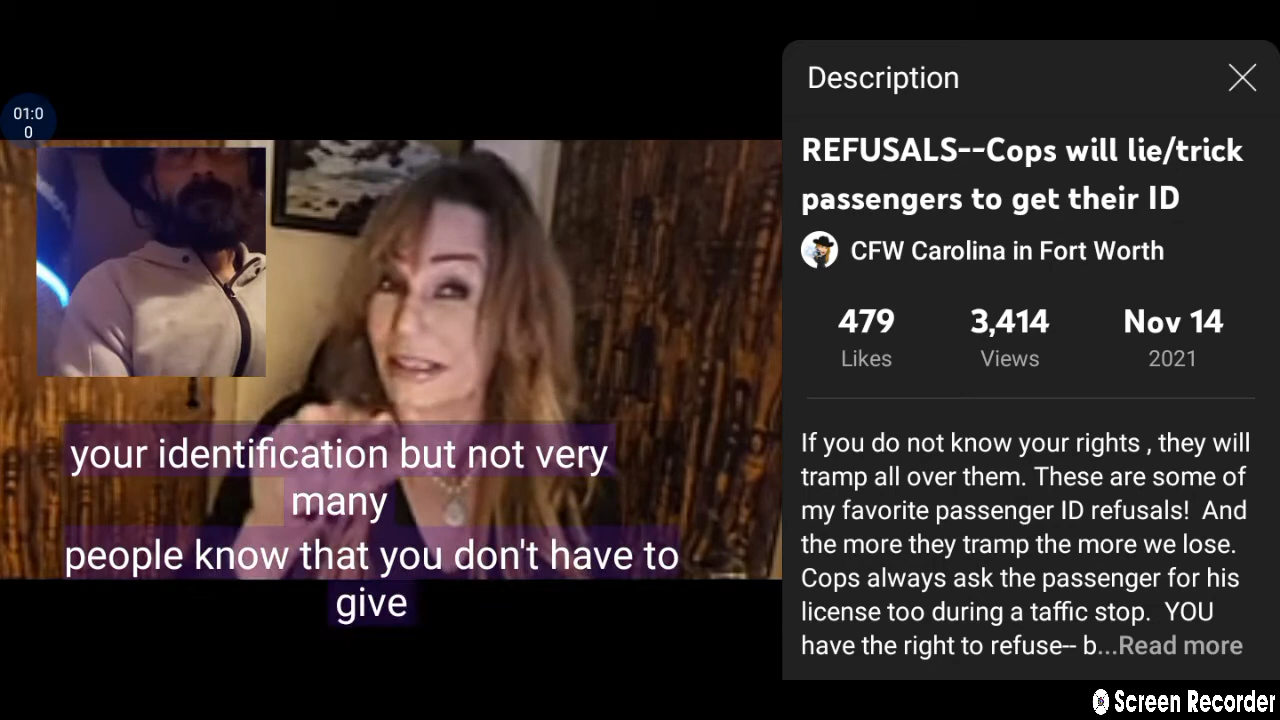 01:0
0
your identification but not very
many
people know that you don't have to
give
Description
REFUSALS--Cops will lie/trick
passengers to get their ID
CFW Carolina in Fort Worth
479
Likes
3,414
Views
Nov 14
2021
If you do not know your rights , they will
tramp all over them. These are some of
my favorite passenger ID refusals!  And
the more they tramp the more we lose.
Cops always ask the passenger for his
license too during a taffic stop.  YOU
have the right to refuse-- b...Read more
Screen Recorder